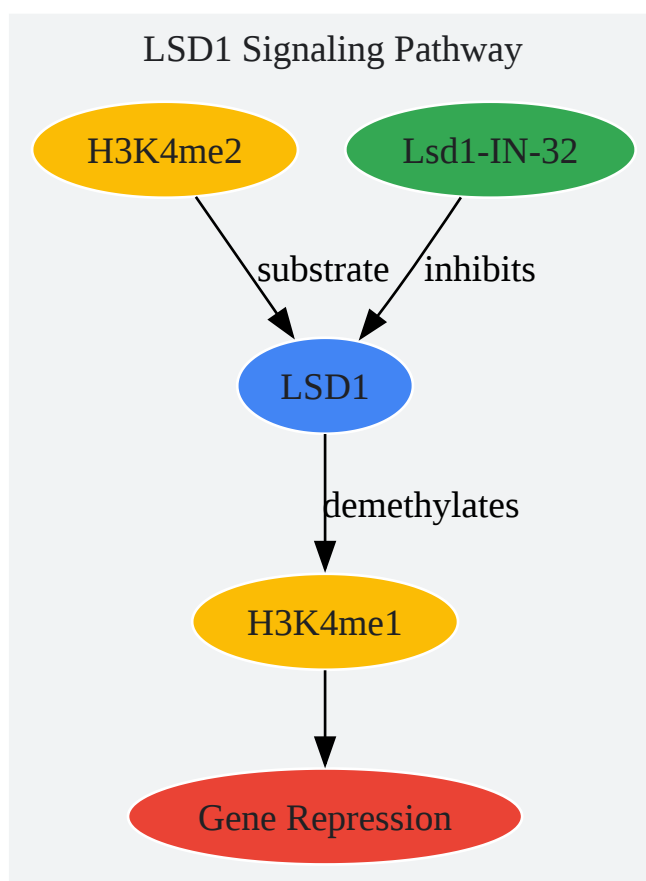 LSD1 Signaling Pathway
H3K4me2
Lsd1-IN-32
substrate
inhibits
LSD1
demethylates
H3K4me1
Gene Repression